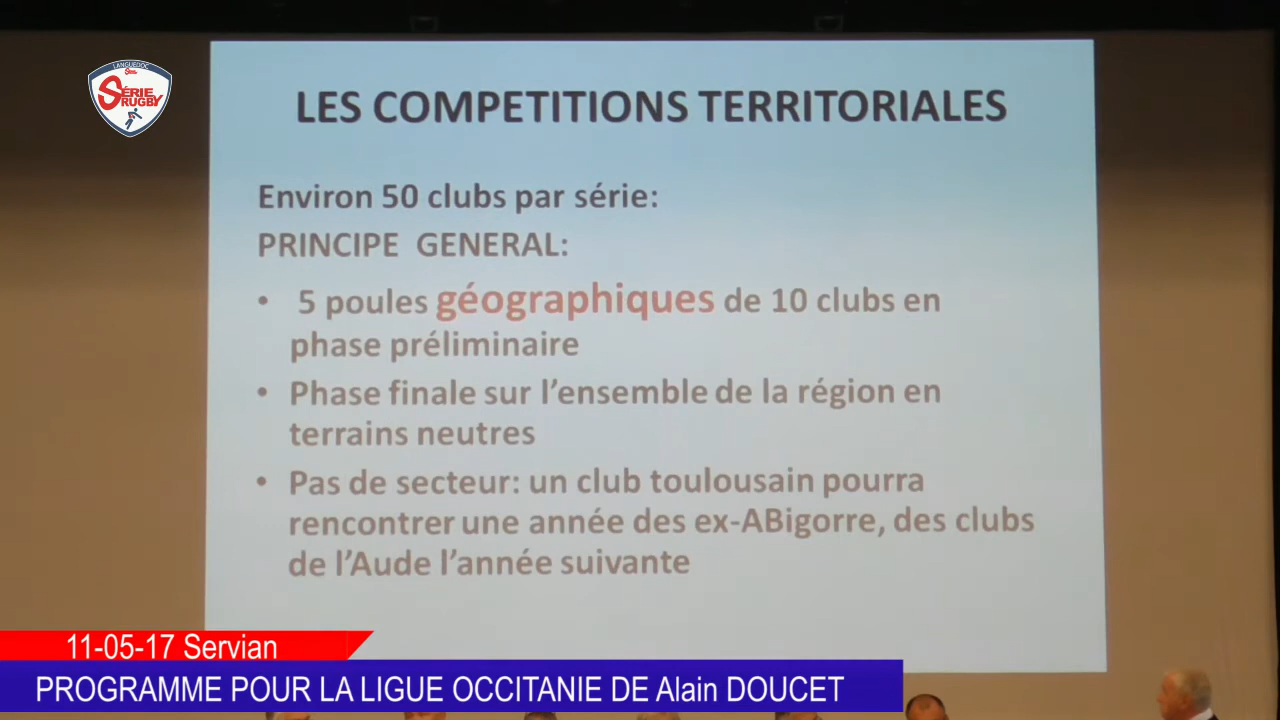 LANGUEDOC
SÉRIE
RUGBY
LES COMPETITIONS TERRITORIALES
Environ 50 clubs par série:
PRINCIPE GENERAL:
• 5 poules géographiques de 10 clubs en
phase préliminaire
• Phase finale sur l'ensemble de la région en
terrains neutres
• Pas de secteur: un club toulousain pourra
rencontrer une année des ex-ABigorre, des clubs
de l'Aude l'année suivante
11-05-17 Servian
PROGRAMME POUR LA LIGUE OCCITANIE DE Alain DOUCET